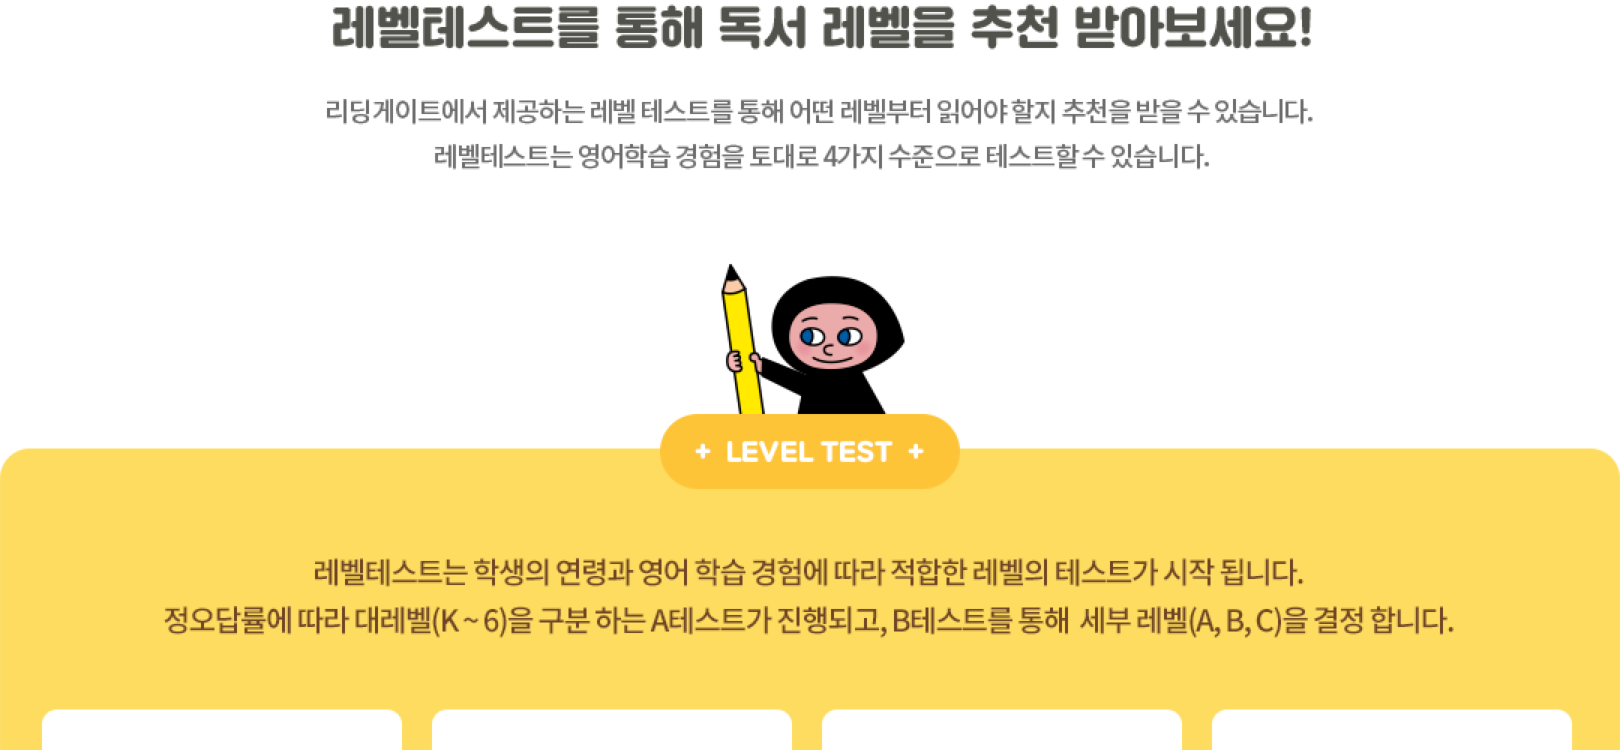 레벨테스트를 통해 독서 레벨을 추천 받아보세요!
리딩게이트에서 제공하는 레벨 테스트를 통해 어떤 레벨부터 읽어야 할지 추천을 받을 수 있습니다.
레벨테스트는 영어학습 경험을 토대로 4가지 수준으로 테스트할 수 있습니다.
+ LEVEL TEST +
레벨테스트는 학생의 연령과 영어 학습 경험에 따라 적합한 레벨의 테스트가 시작 됩니다.
정오답률에 따라 대레벨(K ~ 6)을 구분 하는 A테스트가 진행되고, B테스트를 통해 세부 레벨(A, B, C)을 결정 합니다.